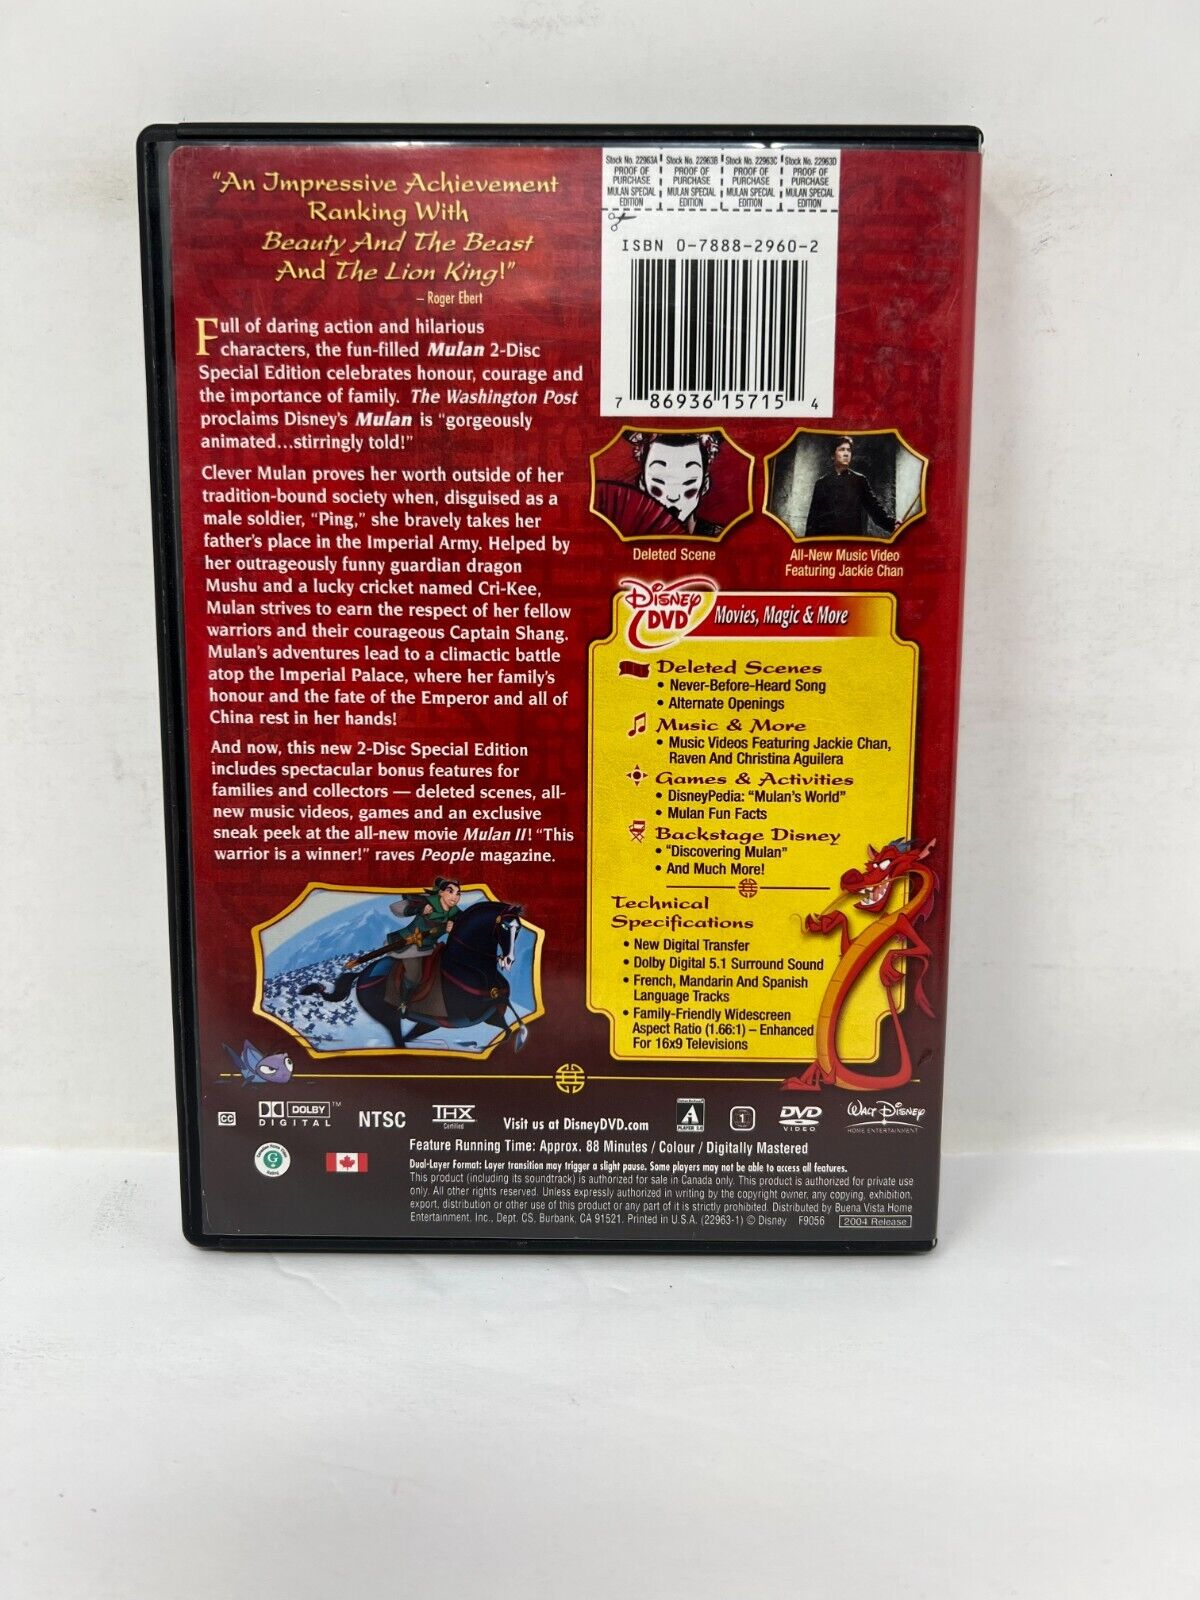 “An Impressive Achievement
Ranking With
Beauty And The Beast
And The Lion King!”
– Roger Ebert
Full of daring action and hilarious
characters, the fun-filled Mulan 2-Disc
Special Edition celebrates honour, courage and
the importance of family. The Washington Post
proclaims Disney's Mulan is “gorgeously
animated...stirringly told!”
Clever Mulan proves her worth outside of her
tradition-bound society when, disguised as a
male soldier, “Ping,” she bravely takes her
father's place in the Imperial Army. Helped by
her outrageously funny guardian dragon
Mushu and a lucky cricket named Cri-Kee,
Mulan strives to earn the respect of her fellow
warriors and their courageous Captain Shang.
Mulan's adventures lead to a climactic battle
atop the Imperial Palace, where her family's
honour and the fate of the Emperor and all of
China rest in her hands!
And now, this new 2-Disc Special Edition
includes spectacular bonus features for
families and collectors — deleted scenes, all-
new music videos, games and an exclusive
sneak peek at the all-new movie Mulan II! “This
warrior is a winner!” raves People magazine.
Stock No. 22963A Stock No. 22963B Stock No. 22963C Stock No. 22963D
PROOF OF PROOF OF PROOF OF PROOF OF
PURCHASE PURCHASE PURCHASE PURCHASE
MULAN SPECIAL MULAN SPECIAL MULAN SPECIAL MULAN SPECIAL
EDITION EDITION EDITION EDITION
ISBN 0-7888-2960-2
7 86936 15715 4
Deleted Scene
All-New Music Video
Featuring Jackie Chan
Disney
DVD
Movies, Magic & More
Deleted Scenes
• Never-Before-Heard Song
• Alternate Openings
Music & More
• Music Videos Featuring Jackie Chan,
Raven And Christina Aguilera
Games & Activities
• DisneyPedia: “Mulan's World”
• Mulan Fun Facts
Backstage Disney
• “Discovering Mulan”
• And Much More!
Technical
Specifications
• New Digital Transfer
• Dolby Digital 5.1 Surround Sound
• French, Mandarin And Spanish
Language Tracks
• Family-Friendly Widescreen
Aspect Ratio (1.66:1) – Enhanced
For 16x9 Televisions
CC
DOLBY™
DIGITAL
NTSC
THX
Certified
Visit us at DisneyDVD.com
A
PLAYER 2.0
1
DVD
VIDEO
Walt Disney
HOME ENTERTAINMENT
G
Feature Running Time: Approx. 88 Minutes / Colour / Digitally Mastered
Dual-Layer Format: Layer transition may trigger a slight pause. Some players may not be able to access all features.
This product (including its soundtrack) is authorized for sale in Canada only. This product is authorized for private use
only. All other rights reserved. Unless expressly authorized in writing by the copyright owner, any copying, exhibition,
export, distribution or other use of this product or any part of it is strictly prohibited. Distributed by Buena Vista Home
Entertainment, Inc., Dept. CS, Burbank, CA 91521. Printed in U.S.A. (22963-1) © Disney F9056 2004 Release